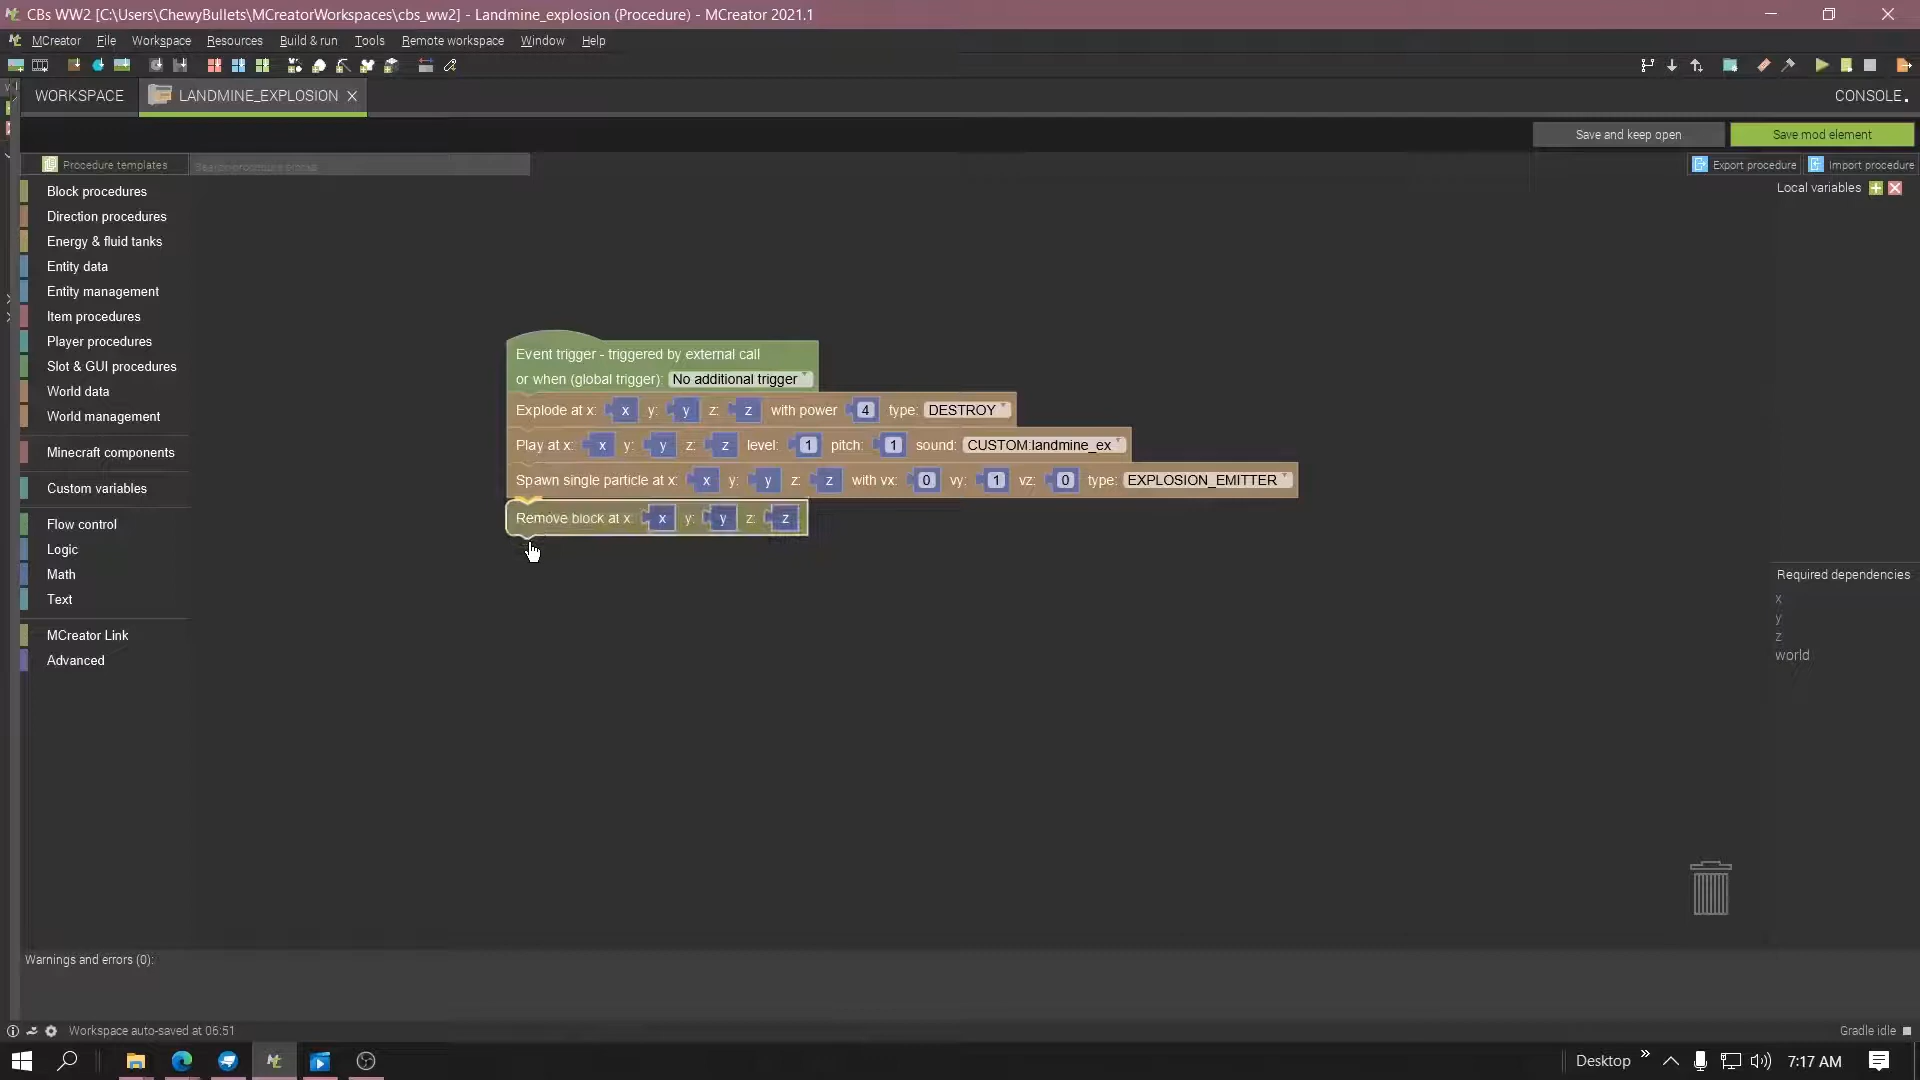 CBs WW2 [C:\Users\ChewyBullets\MCreatorWorkspaces\cbs_ww2] - Landmine_explosion (Procedure) - MCreator 2021.1
MCreator File Workspace Resources Build & run Tools Remote workspace Window Help
WORKSPACE LANDMINE_EXPLOSION CONSOLE
Save and keep open Save mod element
Procedure templates Search procedure blocks Export procedure Import procedure
Local variables
Block procedures
Direction procedures
Energy & fluid tanks
Entity data
Entity management
Item procedures
Player procedures
Slot & GUI procedures
World data
World management
Minecraft components
Custom variables
Flow control
Logic
Math
Text
MCreator Link
Advanced
Event trigger - triggered by external call
or when (global trigger): No additional trigger
Explode at x: x y: y z: z with power 4 type: DESTROY
Play at x: x y: y z: z level: 1 pitch: 1 sound: CUSTOM:landmine_ex
Spawn single particle at x: x y: y z: z with vx: 0 vy: 1 vz: 0 type: EXPLOSION_EMITTER
Remove block at x: x y: y z: z
Required dependencies
x
y
z
world
Warnings and errors (0):
Workspace auto-saved at 06:51 Gradle idle
Desktop 7:17 AM